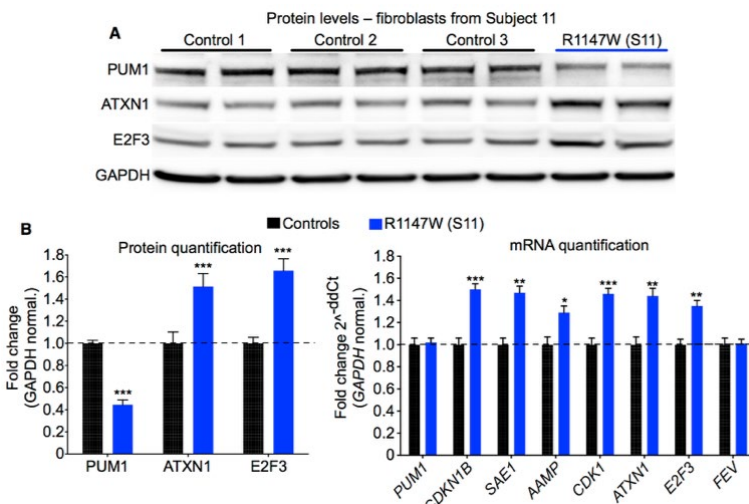 Protein levels – fibroblasts from Subject 11
A
Control 1 Control 2 Control 3 R1147W (S11)
PUM1
ATXN1
E2F3
GAPDH
B
Controls R1147W (S11)
Protein quantification
Fold change
(GAPDH normal.)
1.8
1.6
1.4
1.2
1.0
0.8
0.6
0.4
0.2
0
***
***
***
PUM1 ATXN1 E2F3
mRNA quantification
Fold change 2^-ddCt
(GAPDH normal.)
1.8
1.6
1.4
1.2
1.0
0.8
0.6
0.4
0.2
0
*** ** * *** ** **
PUM1 CDKN1B SAE1 AAMP CDK1 ATXN1 E2F3 FEV